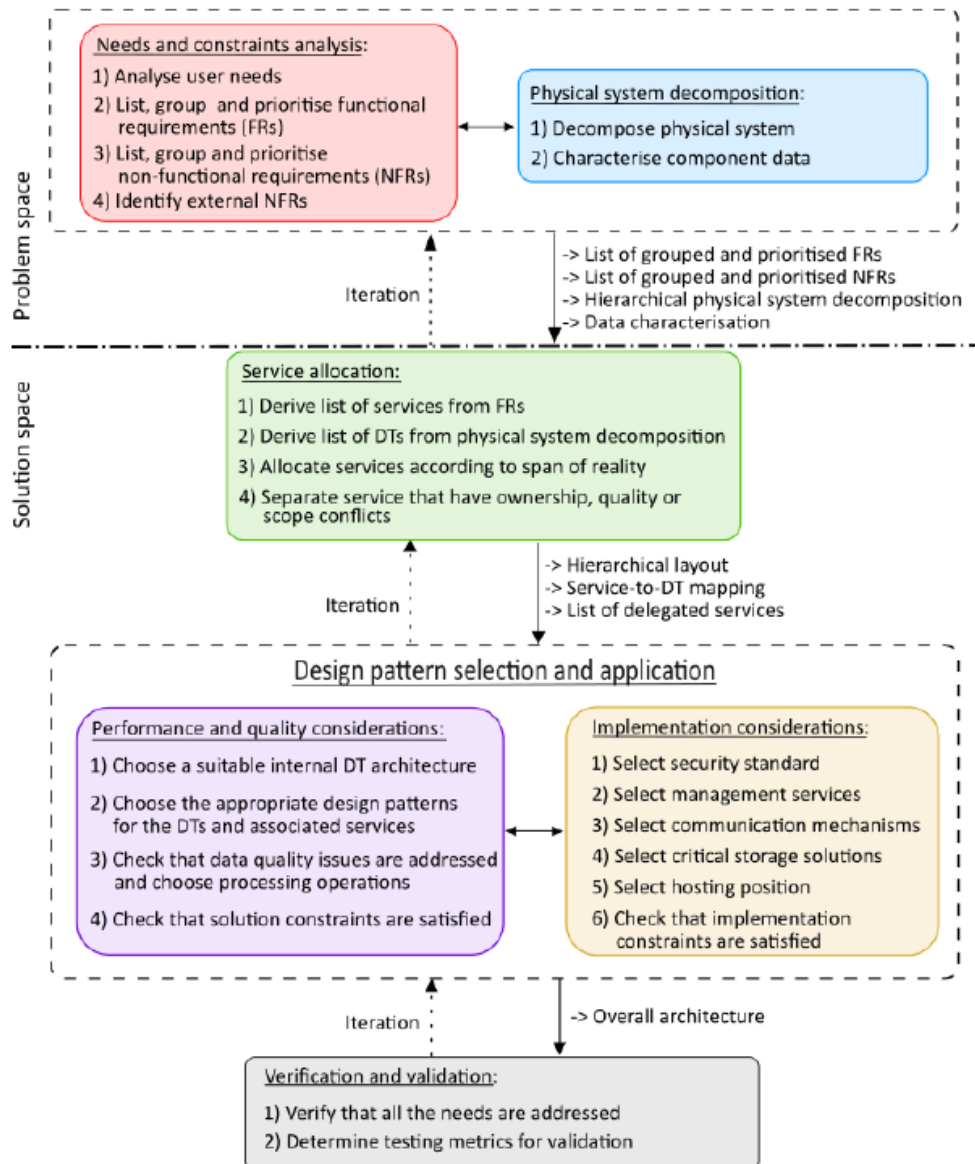 Problem space
Needs and constraints analysis:
1) Analyse user needs
2) List, group and prioritise functional
requirements (FRs)
3) List, group and prioritise
non-functional requirements (NFRs)
4) Identify external NFRs
Physical system decomposition:
1) Decompose physical system
2) Characterise component data
Iteration
-> List of grouped and prioritised FRs
-> List of grouped and prioritised NFRs
-> Hierarchical physical system decomposition
-> Data characterisation
Solution space
Service allocation:
1) Derive list of services from FRs
2) Derive list of DTs from physical system decomposition
3) Allocate services according to span of reality
4) Separate service that have ownership, quality or
scope conflicts
Iteration
-> Hierarchical layout
-> Service-to-DT mapping
-> List of delegated services
Design pattern selection and application
Performance and quality considerations:
1) Choose a suitable internal DT architecture
2) Choose the appropriate design patterns
for the DTs and associated services
3) Check that data quality issues are addressed
and choose processing operations
4) Check that solution constraints are satisfied
Implementation considerations:
1) Select security standard
2) Select management services
3) Select communication mechanisms
4) Select critical storage solutions
5) Select hosting position
6) Check that implementation
constraints are satisfied
Iteration
-> Overall architecture
Verification and validation:
1) Verify that all the needs are addressed
2) Determine testing metrics for validation